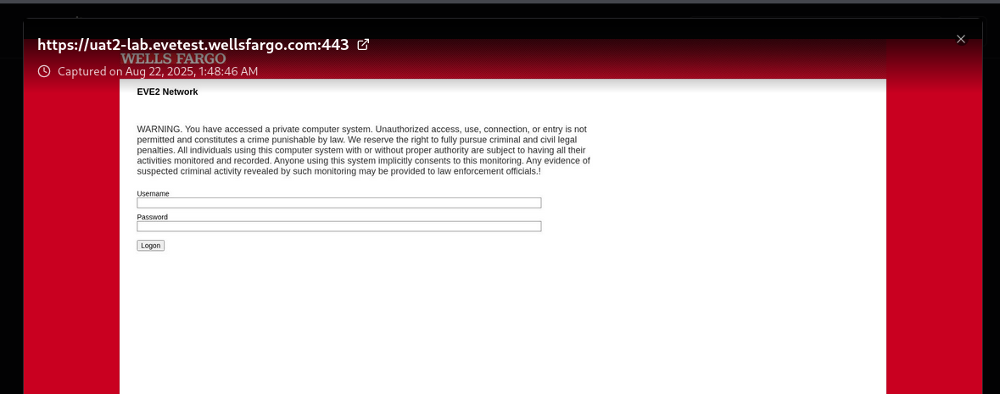 https://uat2-lab.evetest.wellsfargo.com:443
WELLS FARGO
Captured on Aug 22, 2025, 1:48:46 AM
EVE2 Network
WARNING. You have accessed a private computer system. Unauthorized access, use, connection, or entry is not
permitted and constitutes a crime punishable by law. We reserve the right to fully pursue criminal and civil legal
penalties. All individuals using this computer system with or without proper authority are subject to having all their
activities monitored and recorded. Anyone using this system implicitly consents to this monitoring. Any evidence of
suspected criminal activity revealed by such monitoring may be provided to law enforcement officials.!
Username
Password
Logon